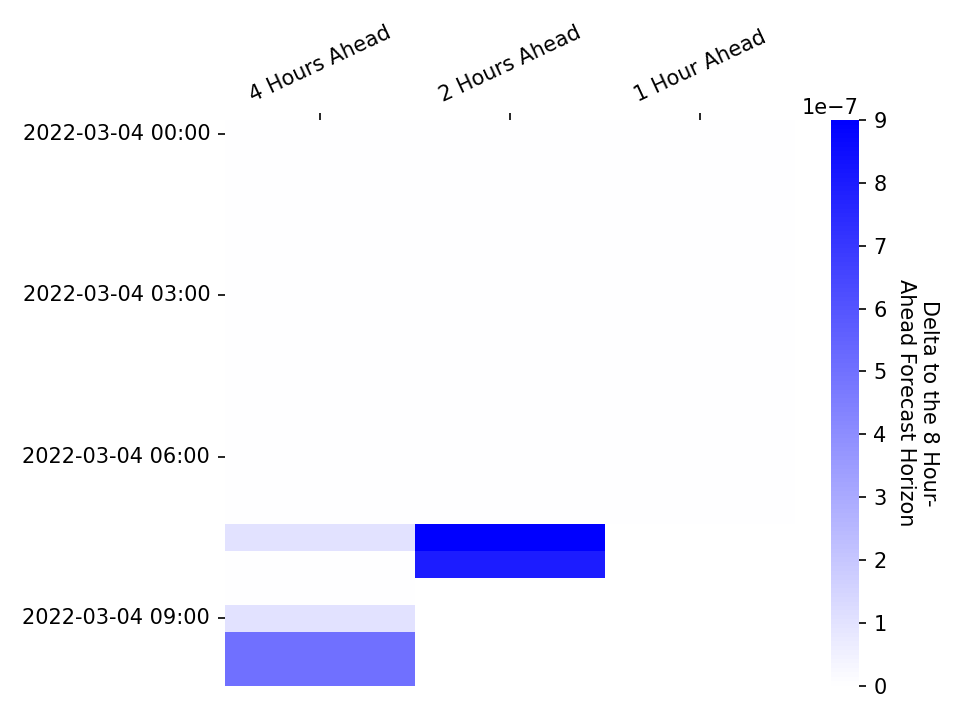 4 Hours Ahead
2 Hours Ahead
1 Hour Ahead
2022-03-04 00:00
2022-03-04 03:00
2022-03-04 06:00
2022-03-04 09:00
1e−7
9
8
7
6
5
4
3
2
1
0
Delta to the 8 Hour-
Ahead Forecast Horizon